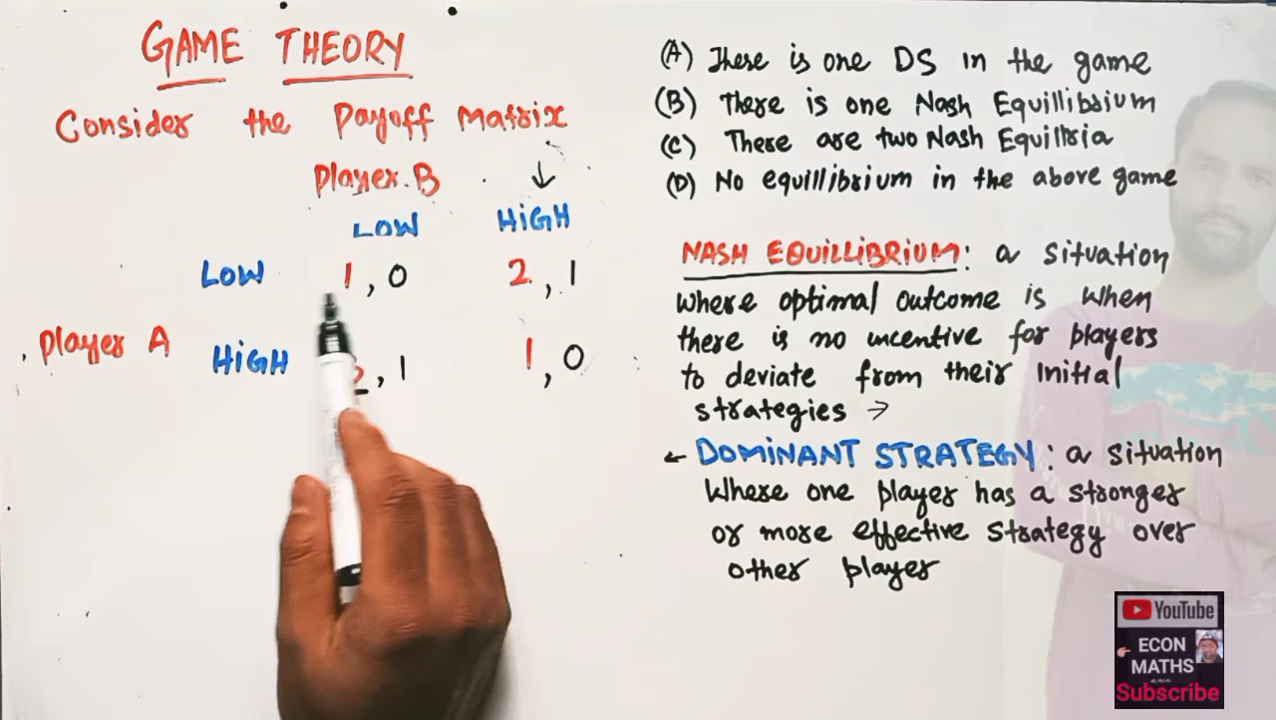 GAME THEORY
Consider the Payoff Matrix
Player B
LOW HiGH
LOW 1, 0 2, 1
Player A
HiGH , 1 1, 0
(A) There is one DS in the game
(B) There is one Nash Equillibrium
(C) There are two Nash Equiltria
(D) No equillibrium in the above game
NASH EQUILLIBRIUM: a situation
where optimal outcome is when
there is no incentive for players
to deviate from their initial
strategies →
← DOMiNANT STRATEGY: a situation
Where one player has a stronger
or more effective strategy over
other player
YouTube
ECON
MATHS
Subscribe